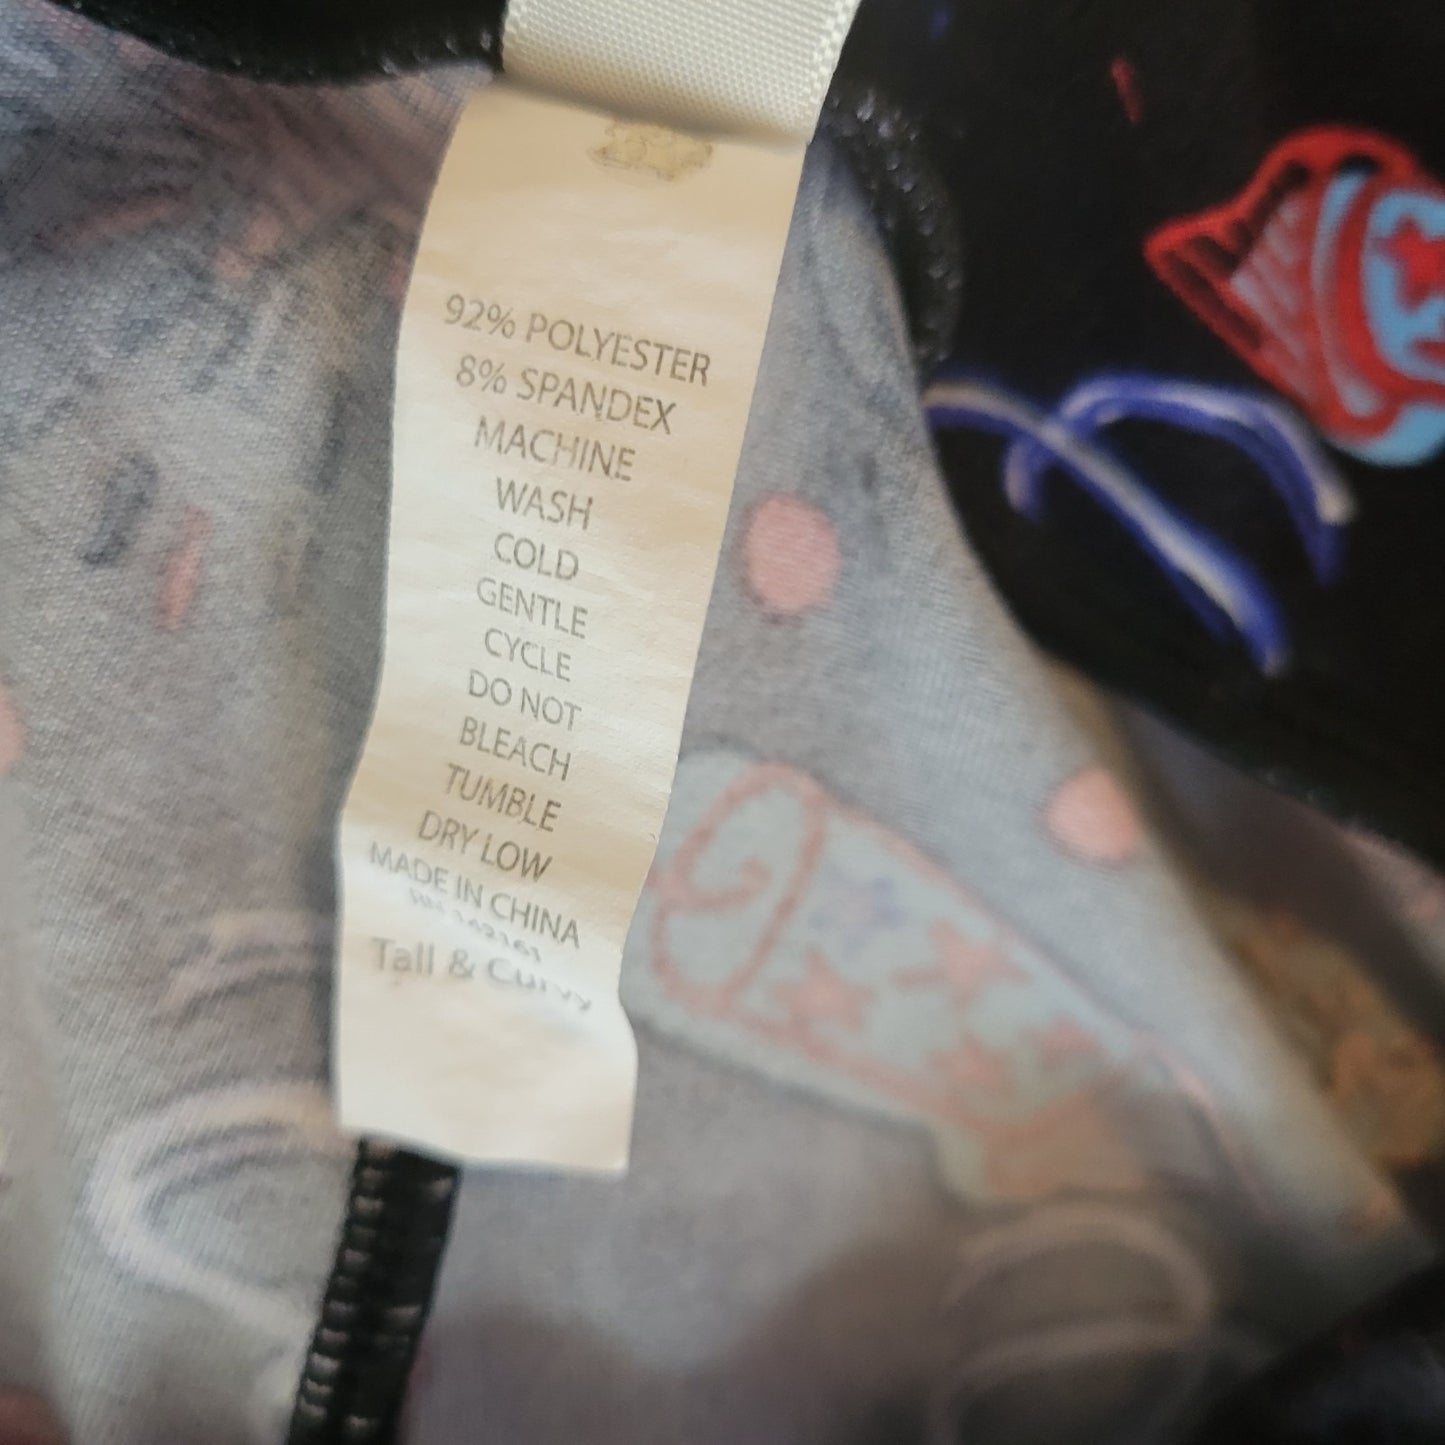 92% POLYESTER
8% SPANDEX
MACHINE
WASH
COLD
GENTLE
CYCLE
DO NOT
BLEACH
TUMBLE
DRY LOW
MADE IN CHINA
Tall & Curvy